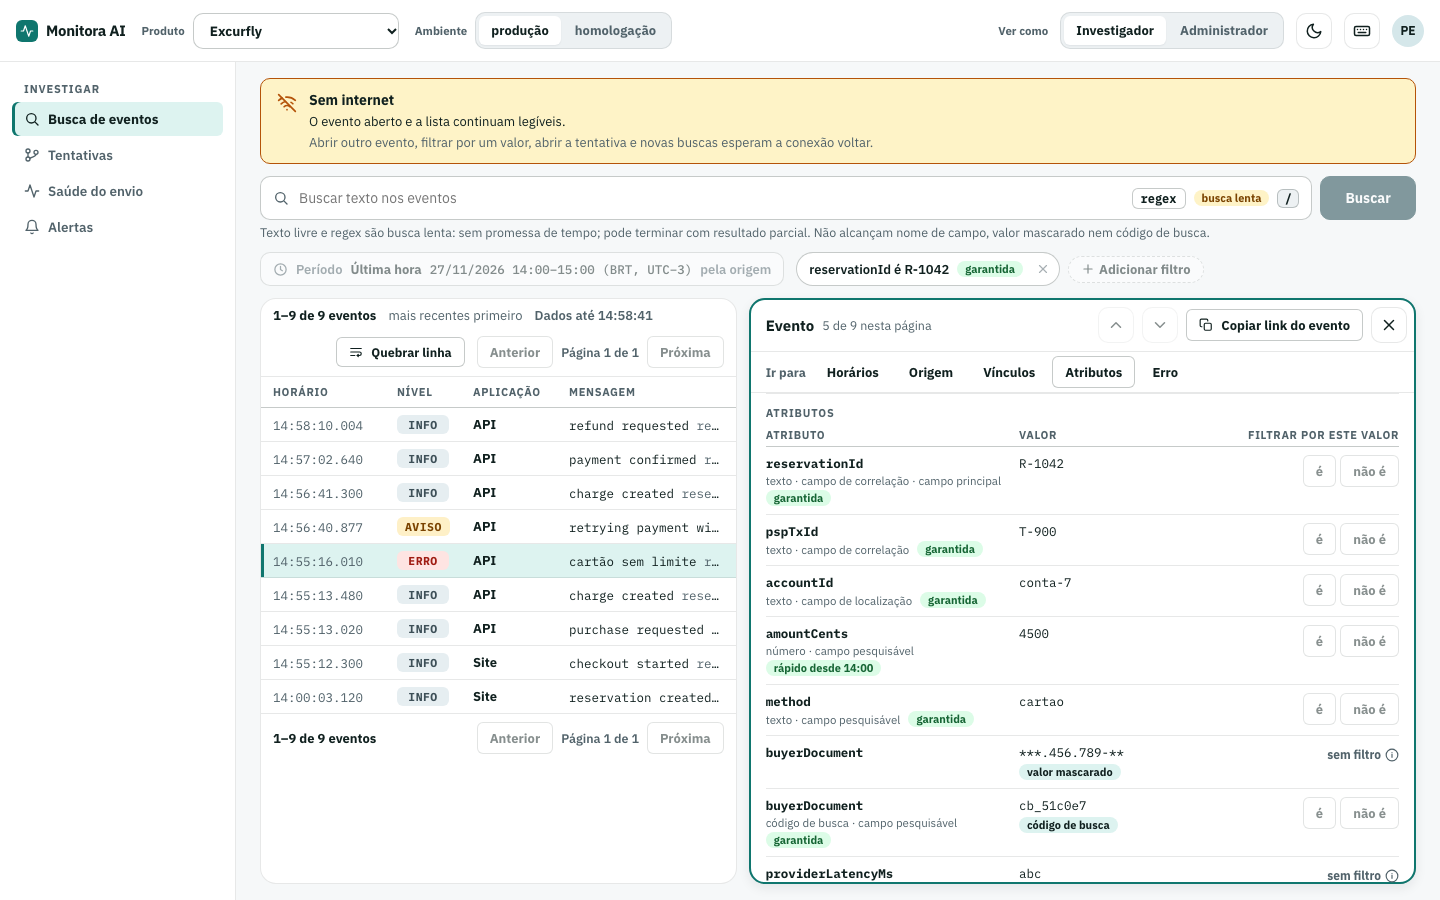 Monitora AI
Produto
Excurfly
Ambiente
produção
homologação
Ver como
Investigador
Administrador
PE
INVESTIGAR
Busca de eventos
Tentativas
Saúde do envio
Alertas
Sem internet
O evento aberto e a lista continuam legíveis.
Abrir outro evento, filtrar por um valor, abrir a tentativa e novas buscas esperam a conexão voltar.
Buscar texto nos eventos
regex
busca lenta
/
Buscar
Texto livre e regex são busca lenta: sem promessa de tempo; pode terminar com resultado parcial. Não alcançam nome de campo, valor mascarado nem código de busca.
Período Última hora 27/11/2026 14:00–15:00 (BRT, UTC−3) pela origem
reservationId é R-1042 garantida
Adicionar filtro
1–9 de 9 eventos mais recentes primeiro Dados até 14:58:41
Quebrar linha
Anterior
Página 1 de 1
Próxima
HORÁRIO NÍVEL APLICAÇÃO MENSAGEM
14:58:10.004 INFO API refund requested re…
14:57:02.640 INFO API payment confirmed r…
14:56:41.300 INFO API charge created rese…
14:56:40.877 AVISO API retrying payment wi…
14:55:16.010 ERRO API cartão sem limite r…
14:55:13.480 INFO API charge created rese…
14:55:13.020 INFO API purchase requested …
14:55:12.300 INFO Site checkout started re…
14:00:03.120 INFO Site reservation created…
1–9 de 9 eventos
Anterior
Página 1 de 1
Próxima
Evento 5 de 9 nesta página
Copiar link do evento
Ir para Horários Origem Vínculos Atributos Erro
ATRIBUTOS
ATRIBUTO VALOR FILTRAR POR ESTE VALOR
reservationId R-1042 é não é
texto · campo de correlação · campo principal
garantida
pspTxId T-900 é não é
texto · campo de correlação garantida
accountId conta-7 é não é
texto · campo de localização garantida
amountCents 4500 é não é
número · campo pesquisável
rápido desde 14:00
method cartao é não é
texto · campo pesquisável garantida
buyerDocument ***.456.789-** sem filtro
valor mascarado
buyerDocument cb_51c0e7 é não é
código de busca · campo pesquisável código de busca
garantida
providerLatencyMs abc sem filtro